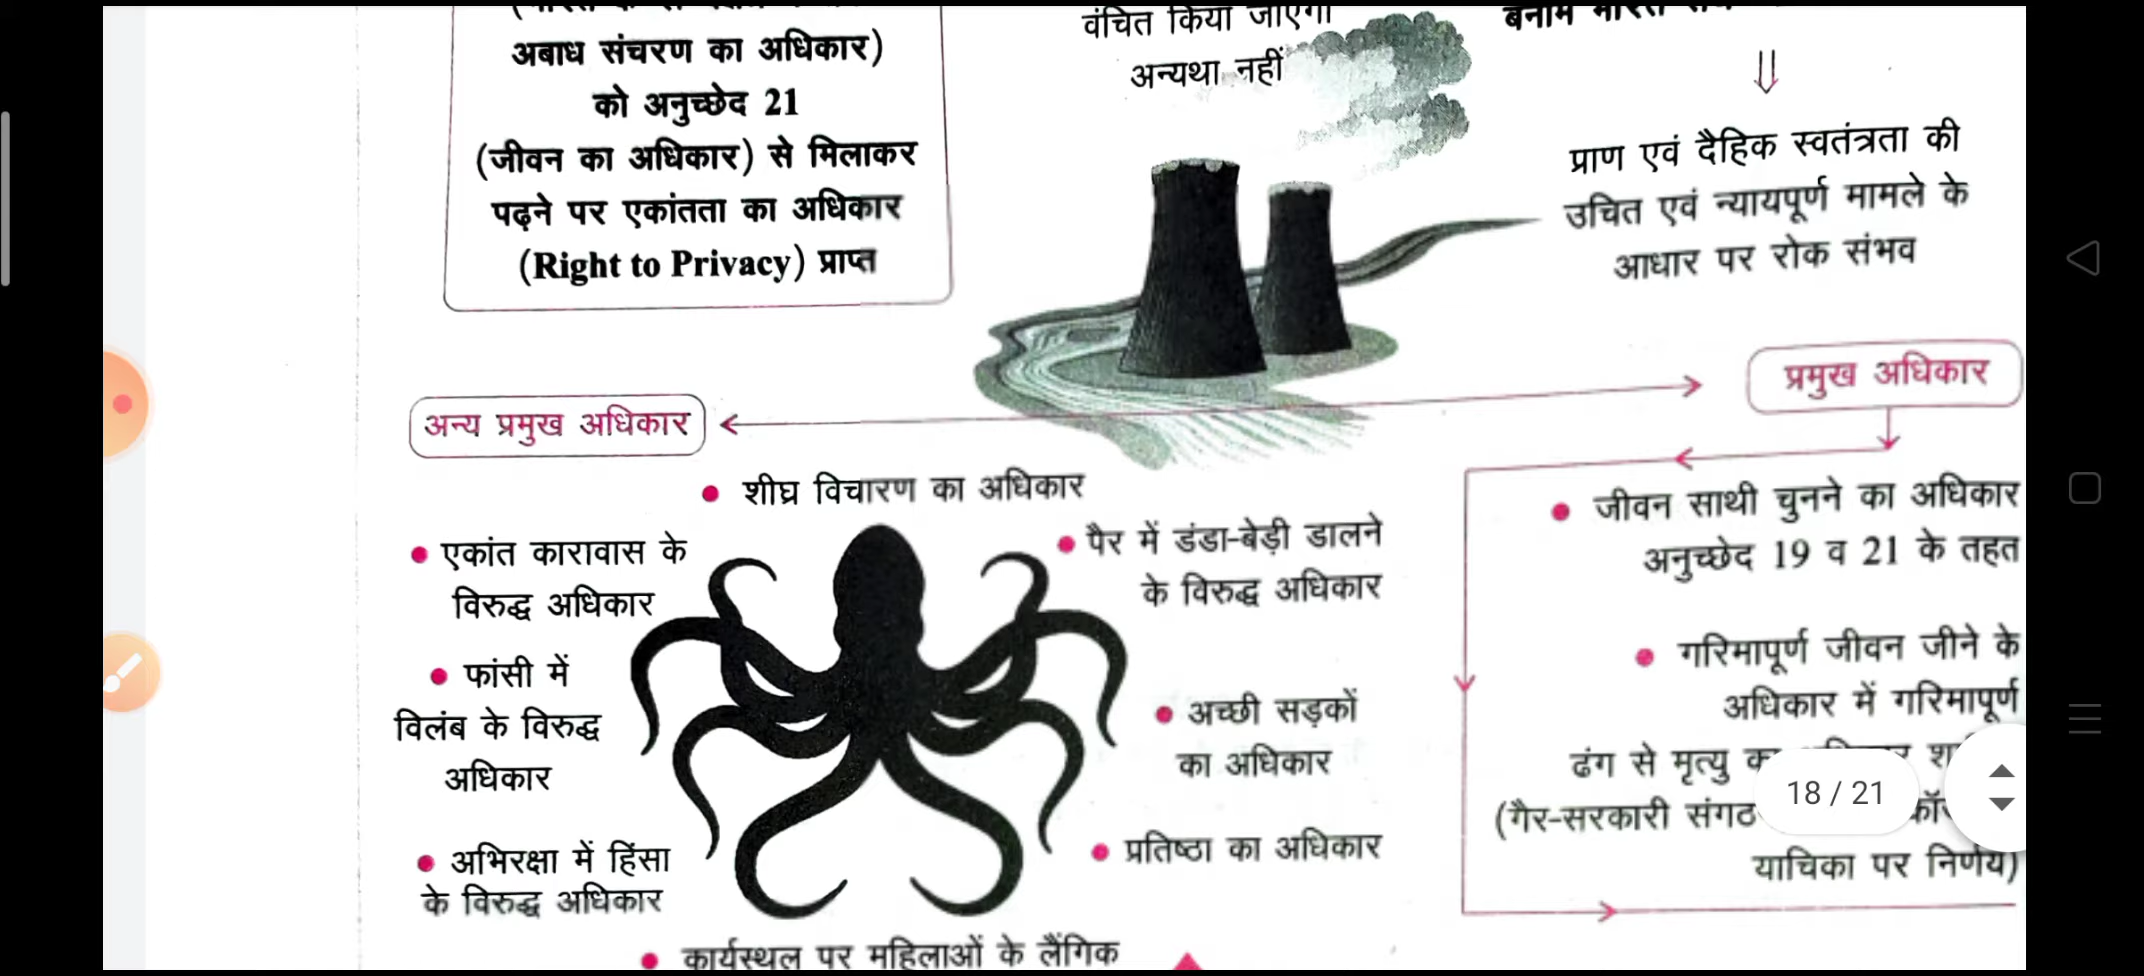 अबाध संचरण का अधिकार)
को अनुच्छेद 21
(जीवन का अधिकार) से मिलाकर
पढ़ने पर एकांतता का अधिकार
(Right to Privacy) प्राप्त
वंचित किया जाएगा
अन्यथा नहीं
बनाम भारत
⇓
प्राण एवं दैहिक स्वतंत्रता की
उचित एवं न्यायपूर्ण मामले के
आधार पर रोक संभव
अन्य प्रमुख अधिकार
प्रमुख अधिकार
• शीघ्र विचारण का अधिकार
• एकांत कारावास के
विरुद्ध अधिकार
• फांसी में
विलंब के विरुद्ध
अधिकार
• अभिरक्षा में हिंसा
के विरुद्ध अधिकार
• पैर में डंडा-बेड़ी डालने
के विरुद्ध अधिकार
• अच्छी सड़कों
का अधिकार
• प्रतिष्ठा का अधिकार
• कार्यस्थल पर महिलाओं के लैंगिक
• जीवन साथी चुनने का अधिकार
अनुच्छेद 19 व 21 के तहत
• गरिमापूर्ण जीवन जीने के
अधिकार में गरिमापूर्ण
ढंग से मृत्यु
(गैर-सरकारी
याचिका पर निर्णय)
18 / 21